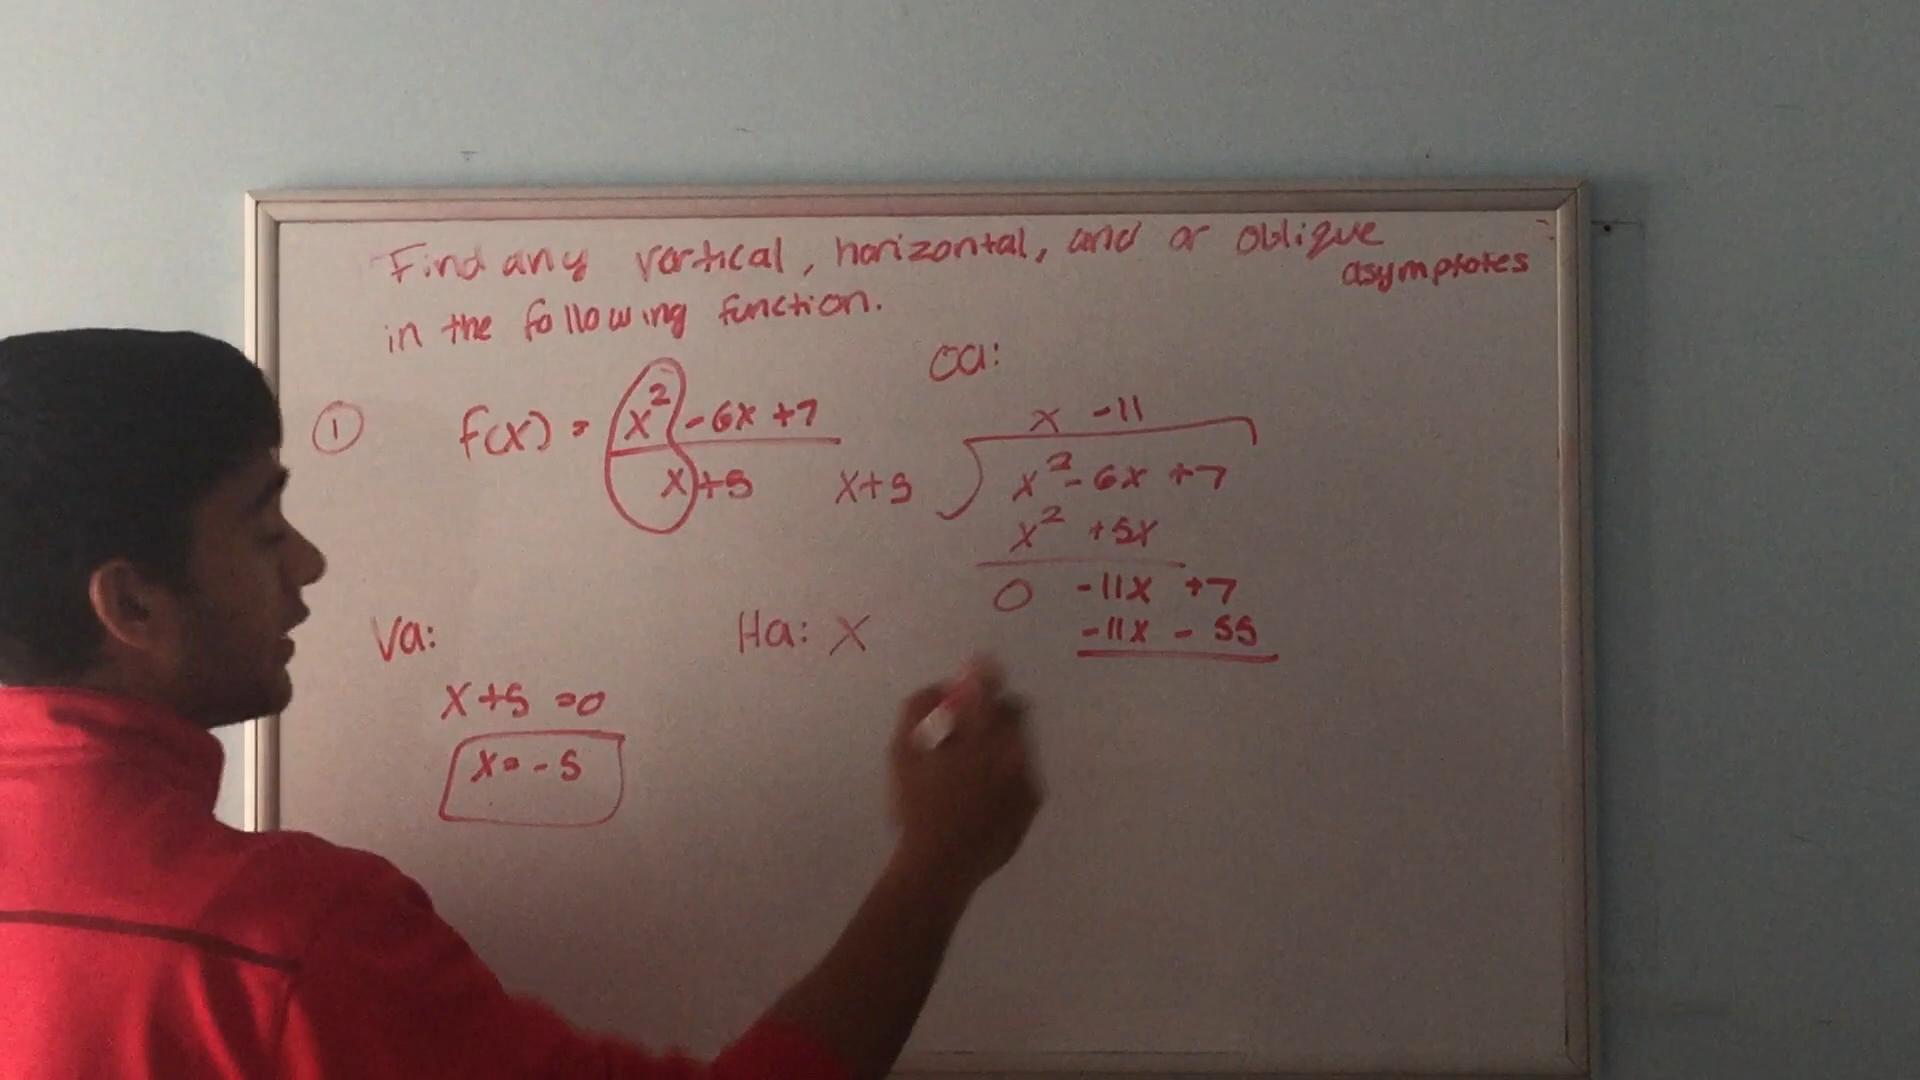 Find any vertical, horizontal, and or oblique asymptotes
in the following function.
① f(x) = x² - 6x + 7
x + 5
Va:
x + 5 = 0
x = -5
Ha: X
Oa:
x - 11
x + 5 x² - 6x + 7
x² + 5x
0 -11x + 7
-11x - 55